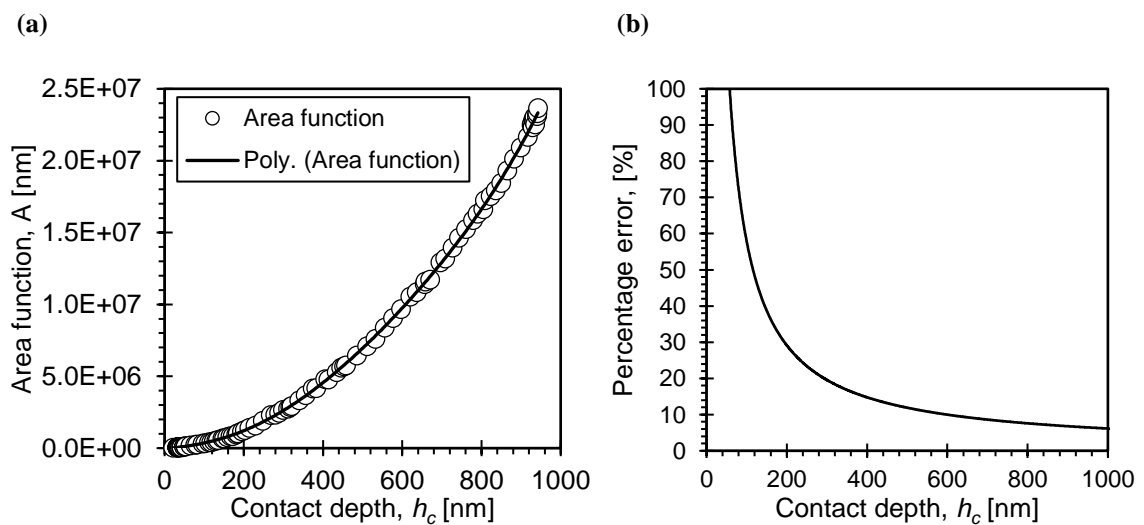 (a)
Area function, A [nm]
2.5E+07
2.0E+07
1.5E+07
1.0E+07
5.0E+06
0.0E+00
Area function
Poly. (Area function)
0 200 400 600 800 1000
Contact depth, hc [nm]
(b)
Percentage error, [%]
100
90
80
70
60
50
40
30
20
10
0
0 200 400 600 800 1000
Contact depth, hc [nm]